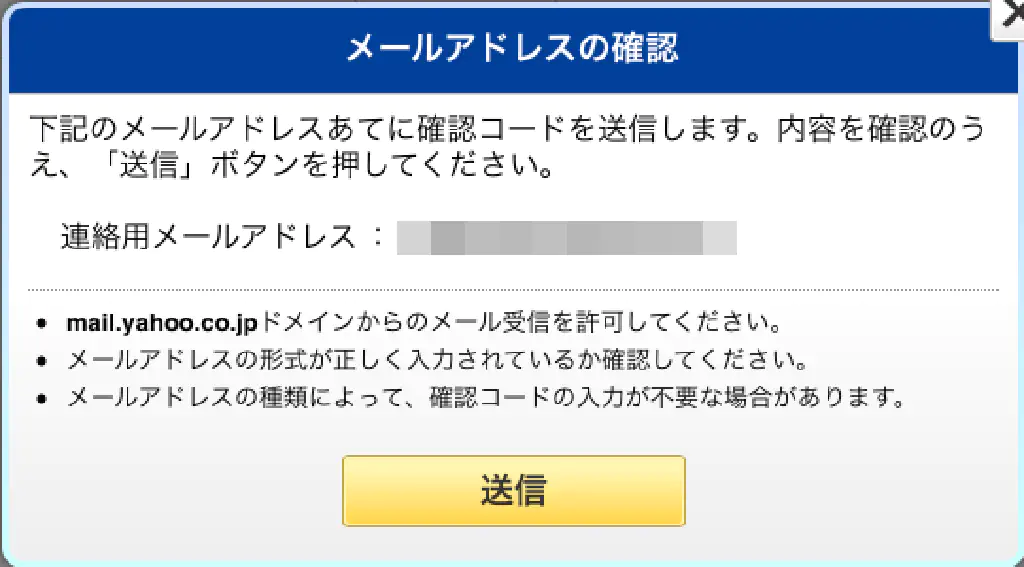 メールアドレスの確認
下記のメールアドレスあてに確認コードを送信します。内容を確認のう
え、「送信」ボタンを押してください。
連絡用メールアドレス：
• mail.yahoo.co.jpドメインからのメール受信を許可してください。
• メールアドレスの形式が正しく入力されているか確認してください。
• メールアドレスの種類によって、確認コードの入力が不要な場合があります。
送信